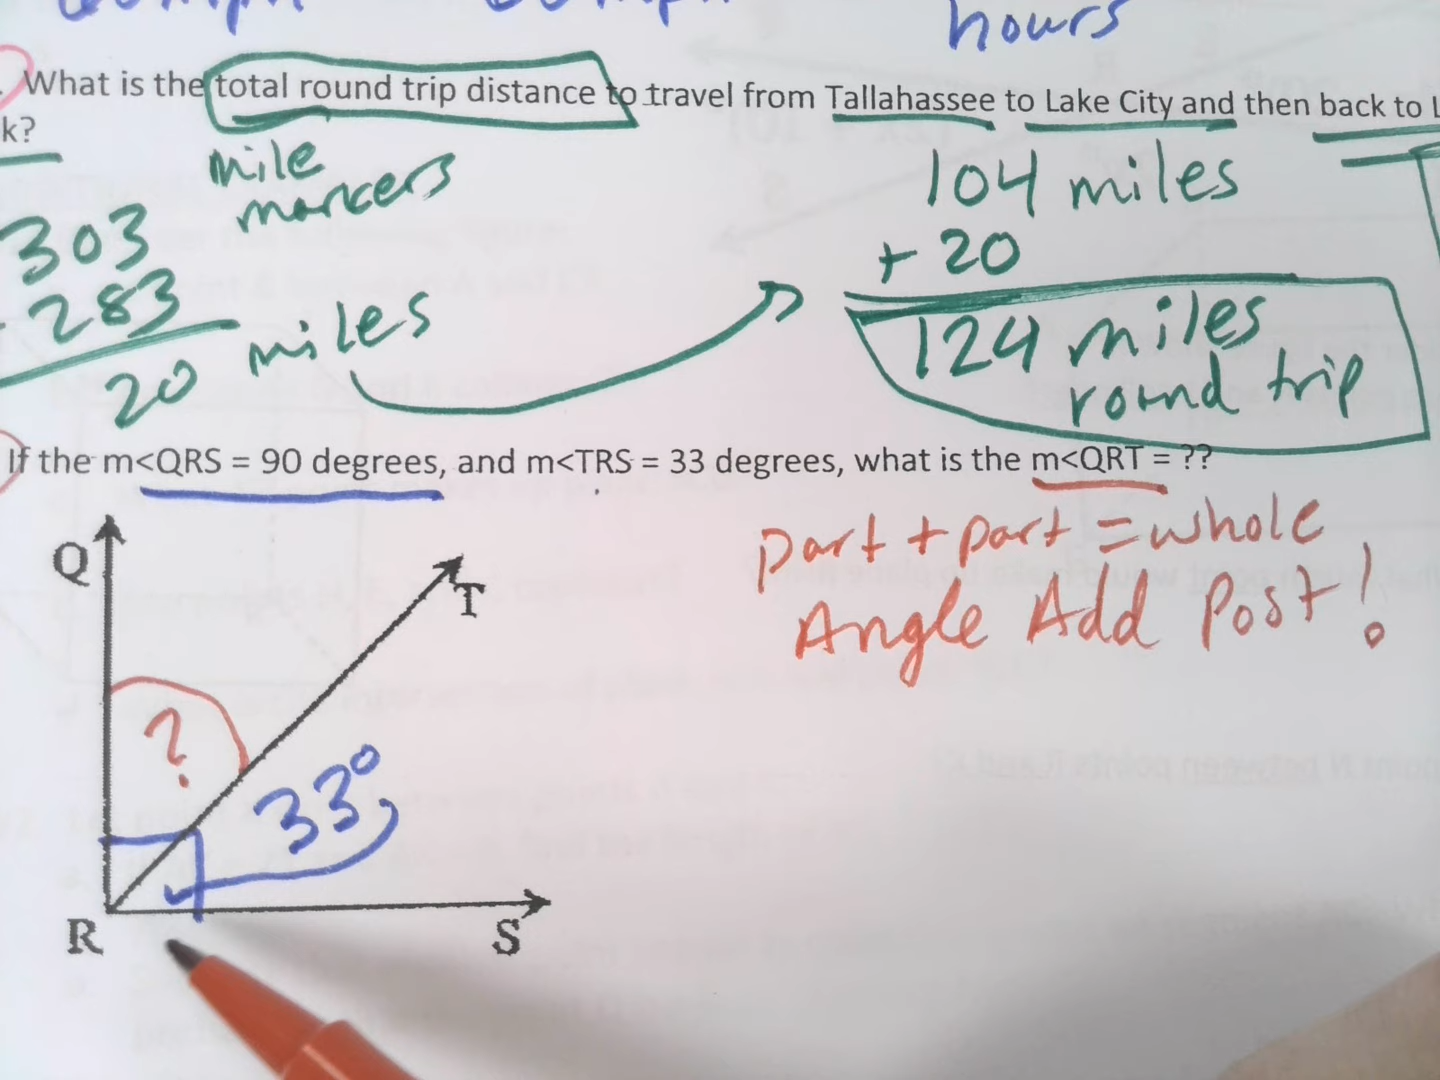 hours
What is the total round trip distance to travel from Tallahassee to Lake City and then back to L
k?
mile
markers
303
283
20 miles
104 miles
+ 20
124 miles
round trip
If the m<QRS = 90 degrees, and m<TRS = 33 degrees, what is the m<QRT = ??
part + part = whole
Angle Add Post!
Q
T
?
33°
R
S